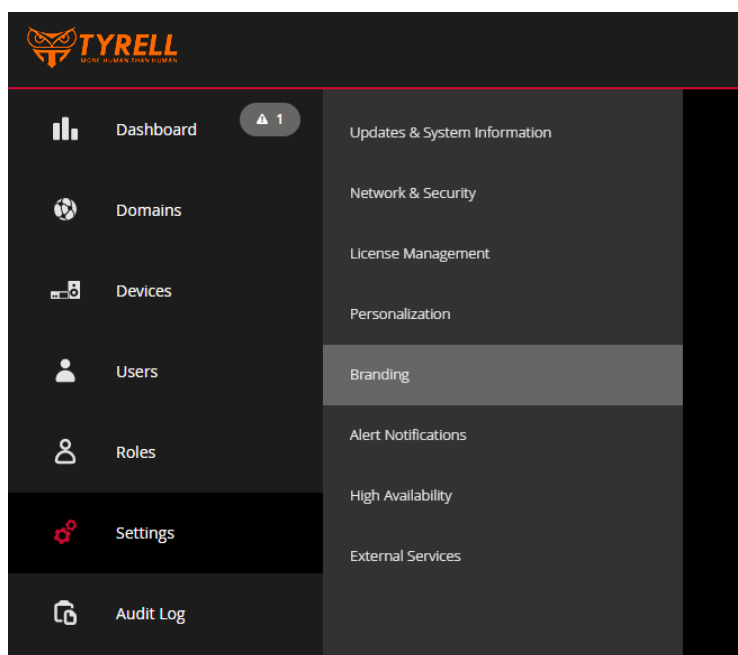 TYRELL
MORE HUMAN THAN HUMAN
Dashboard
1
Domains
Devices
Users
Roles
Settings
Audit Log
Updates & System Information
Network & Security
License Management
Personalization
Branding
Alert Notifications
High Availability
External Services